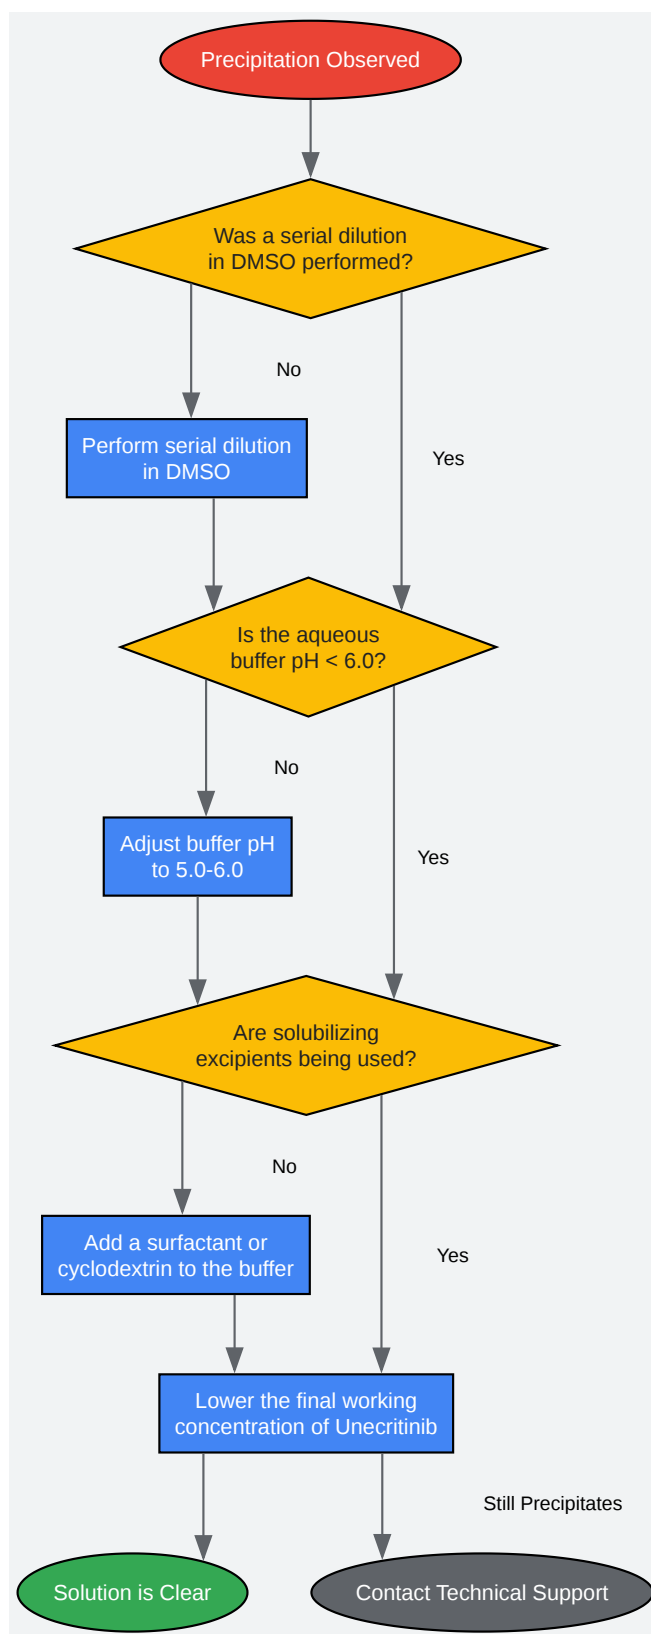 Precipitation Observed
Was a serial dilution
in DMSO performed?
No
Perform serial dilution
in DMSO
Yes
Is the aqueous
buffer pH < 6.0?
No
Adjust buffer pH
to 5.0-6.0
Yes
Are solubilizing
excipients being used?
No
Add a surfactant or
cyclodextrin to the buffer
Yes
Lower the final working
concentration of Unecritinib
Still Precipitates
Solution is Clear
Contact Technical Support